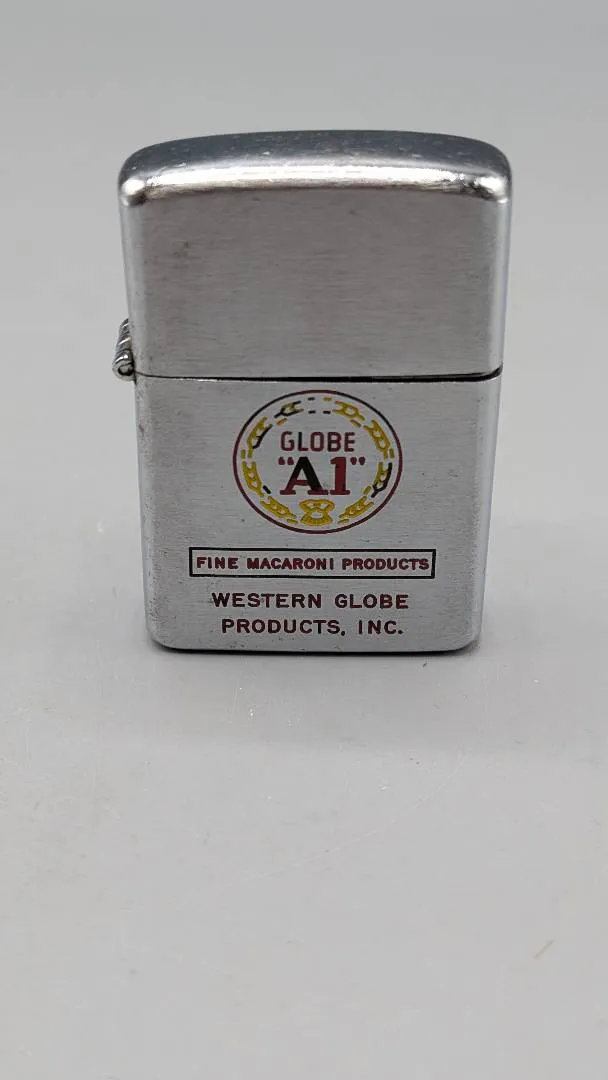 GLOBE
"A1"
FINE MACARONI PRODUCTS
WESTERN GLOBE
PRODUCTS, INC.